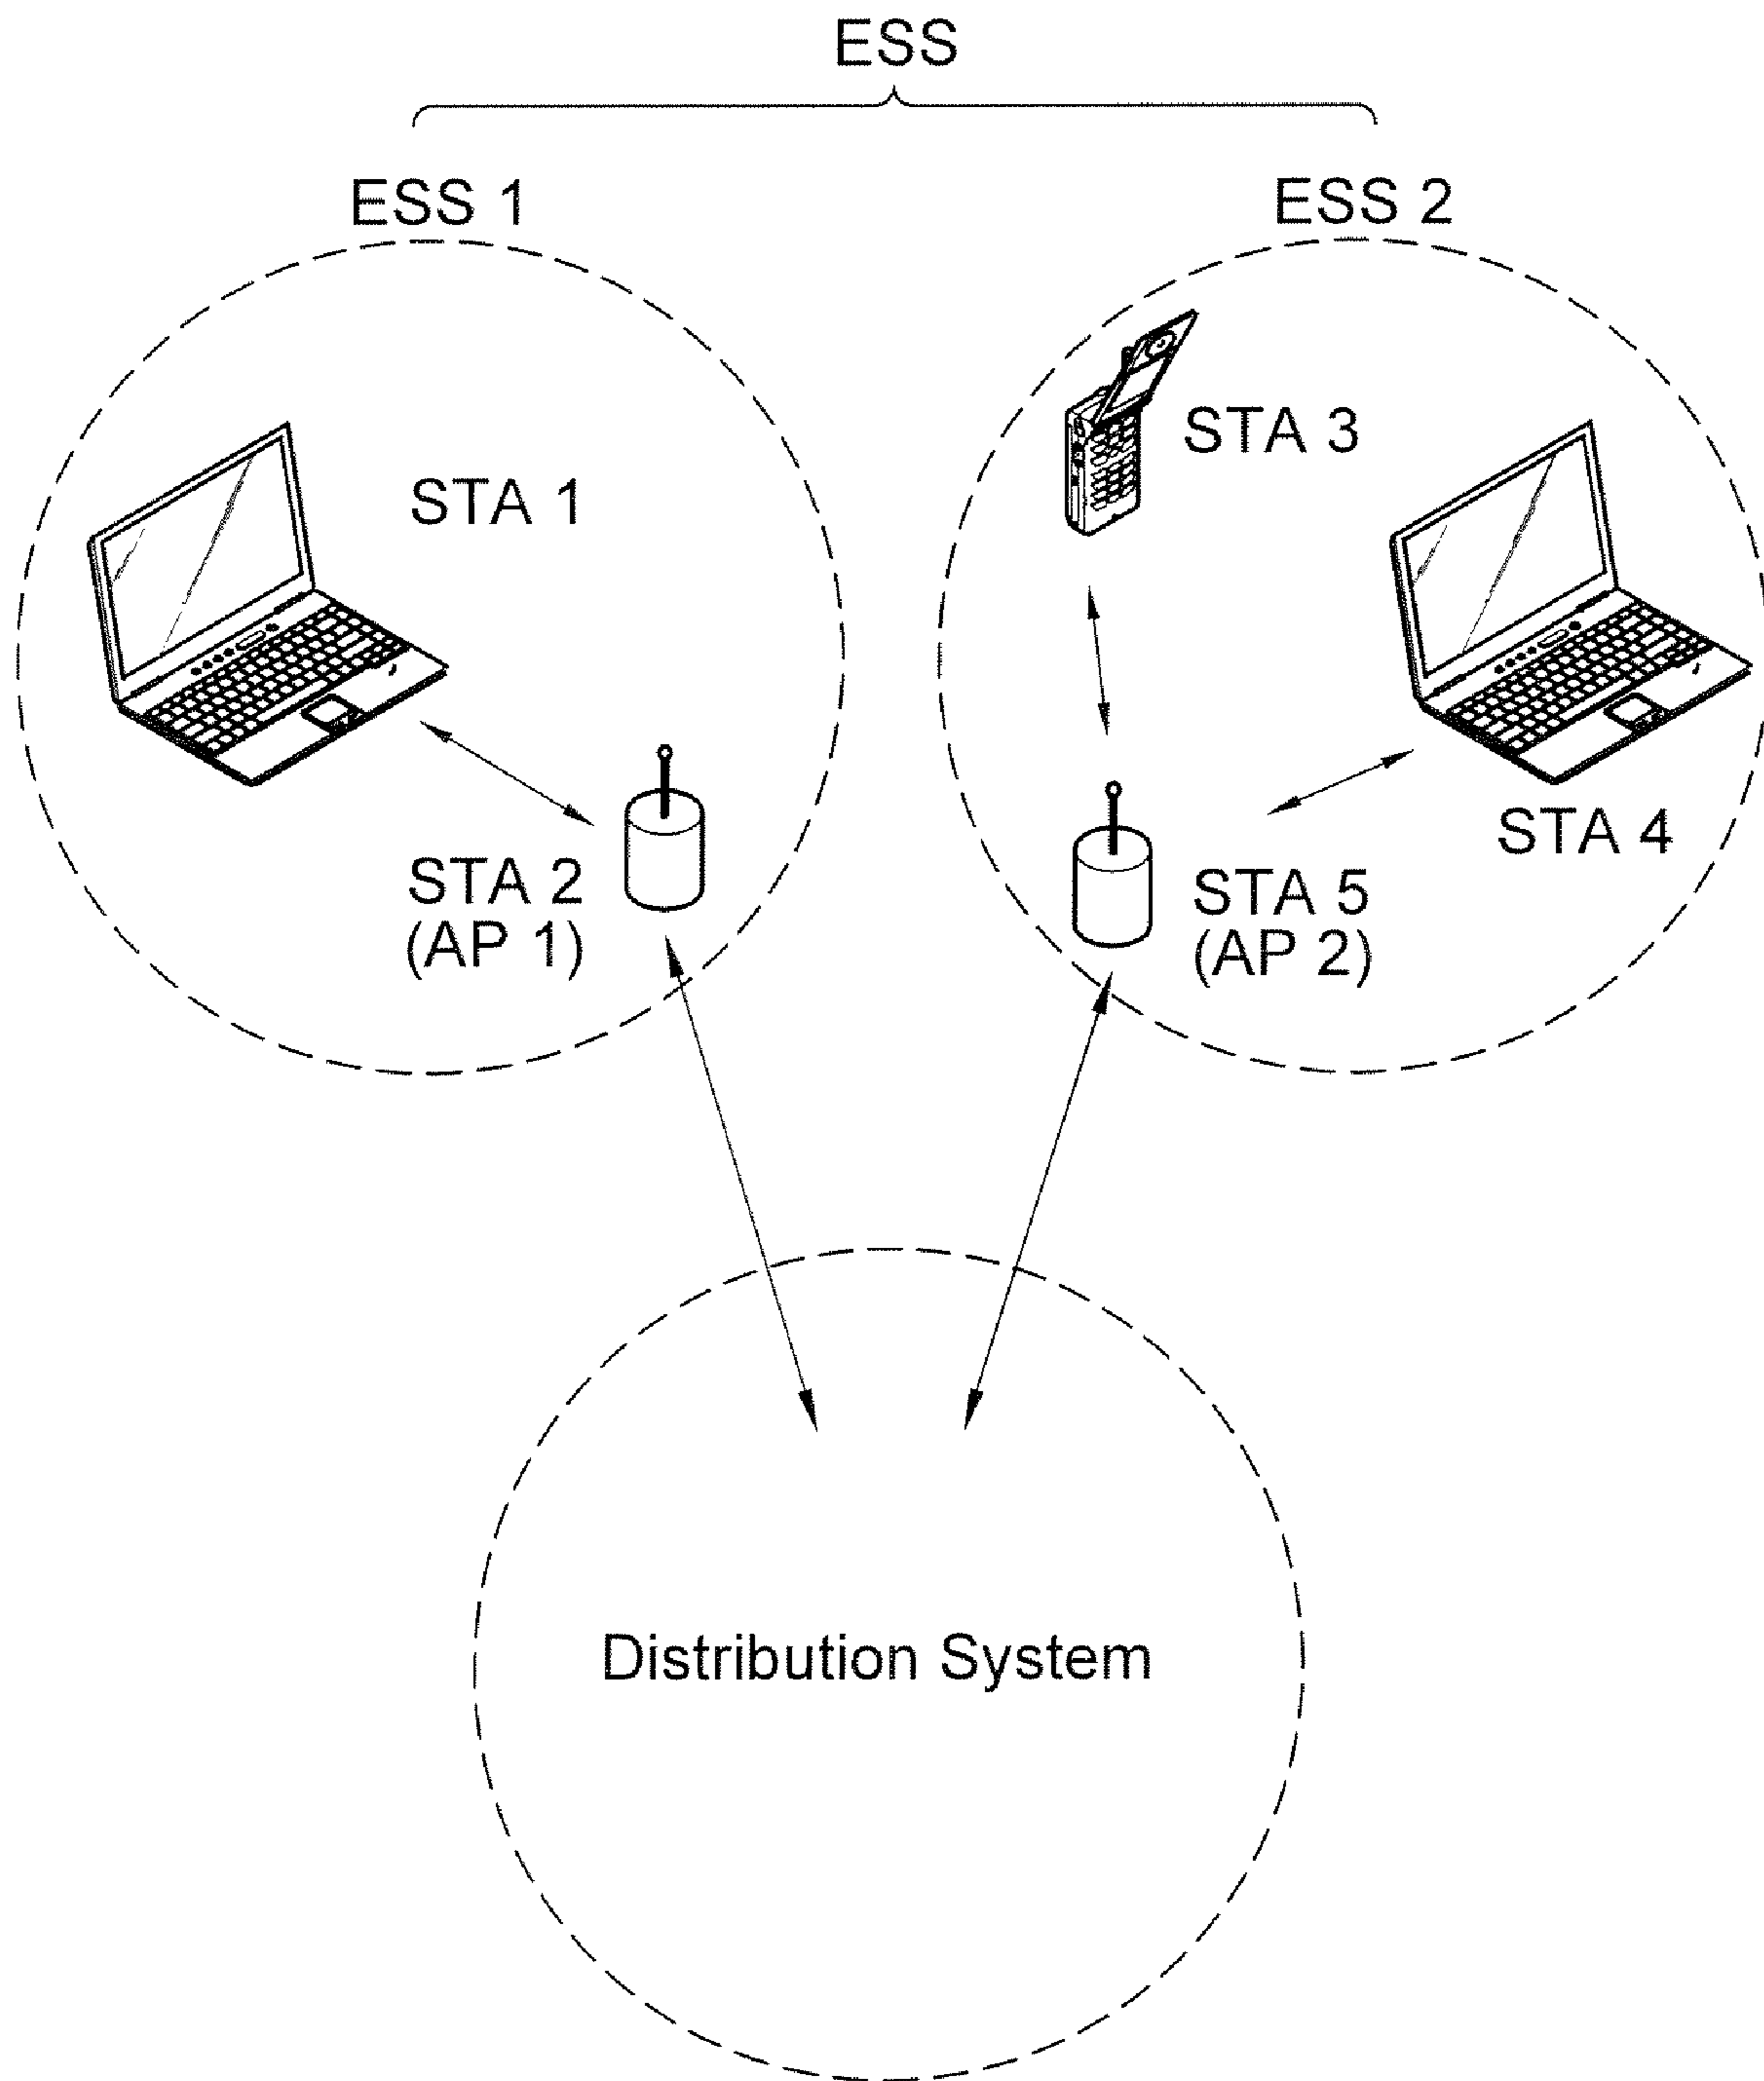 ESS
ESS 1
ESS 2
STA 1
STA 3
STA 2
(AP 1)
STA 4
STA 5
(AP 2)
Distribution System